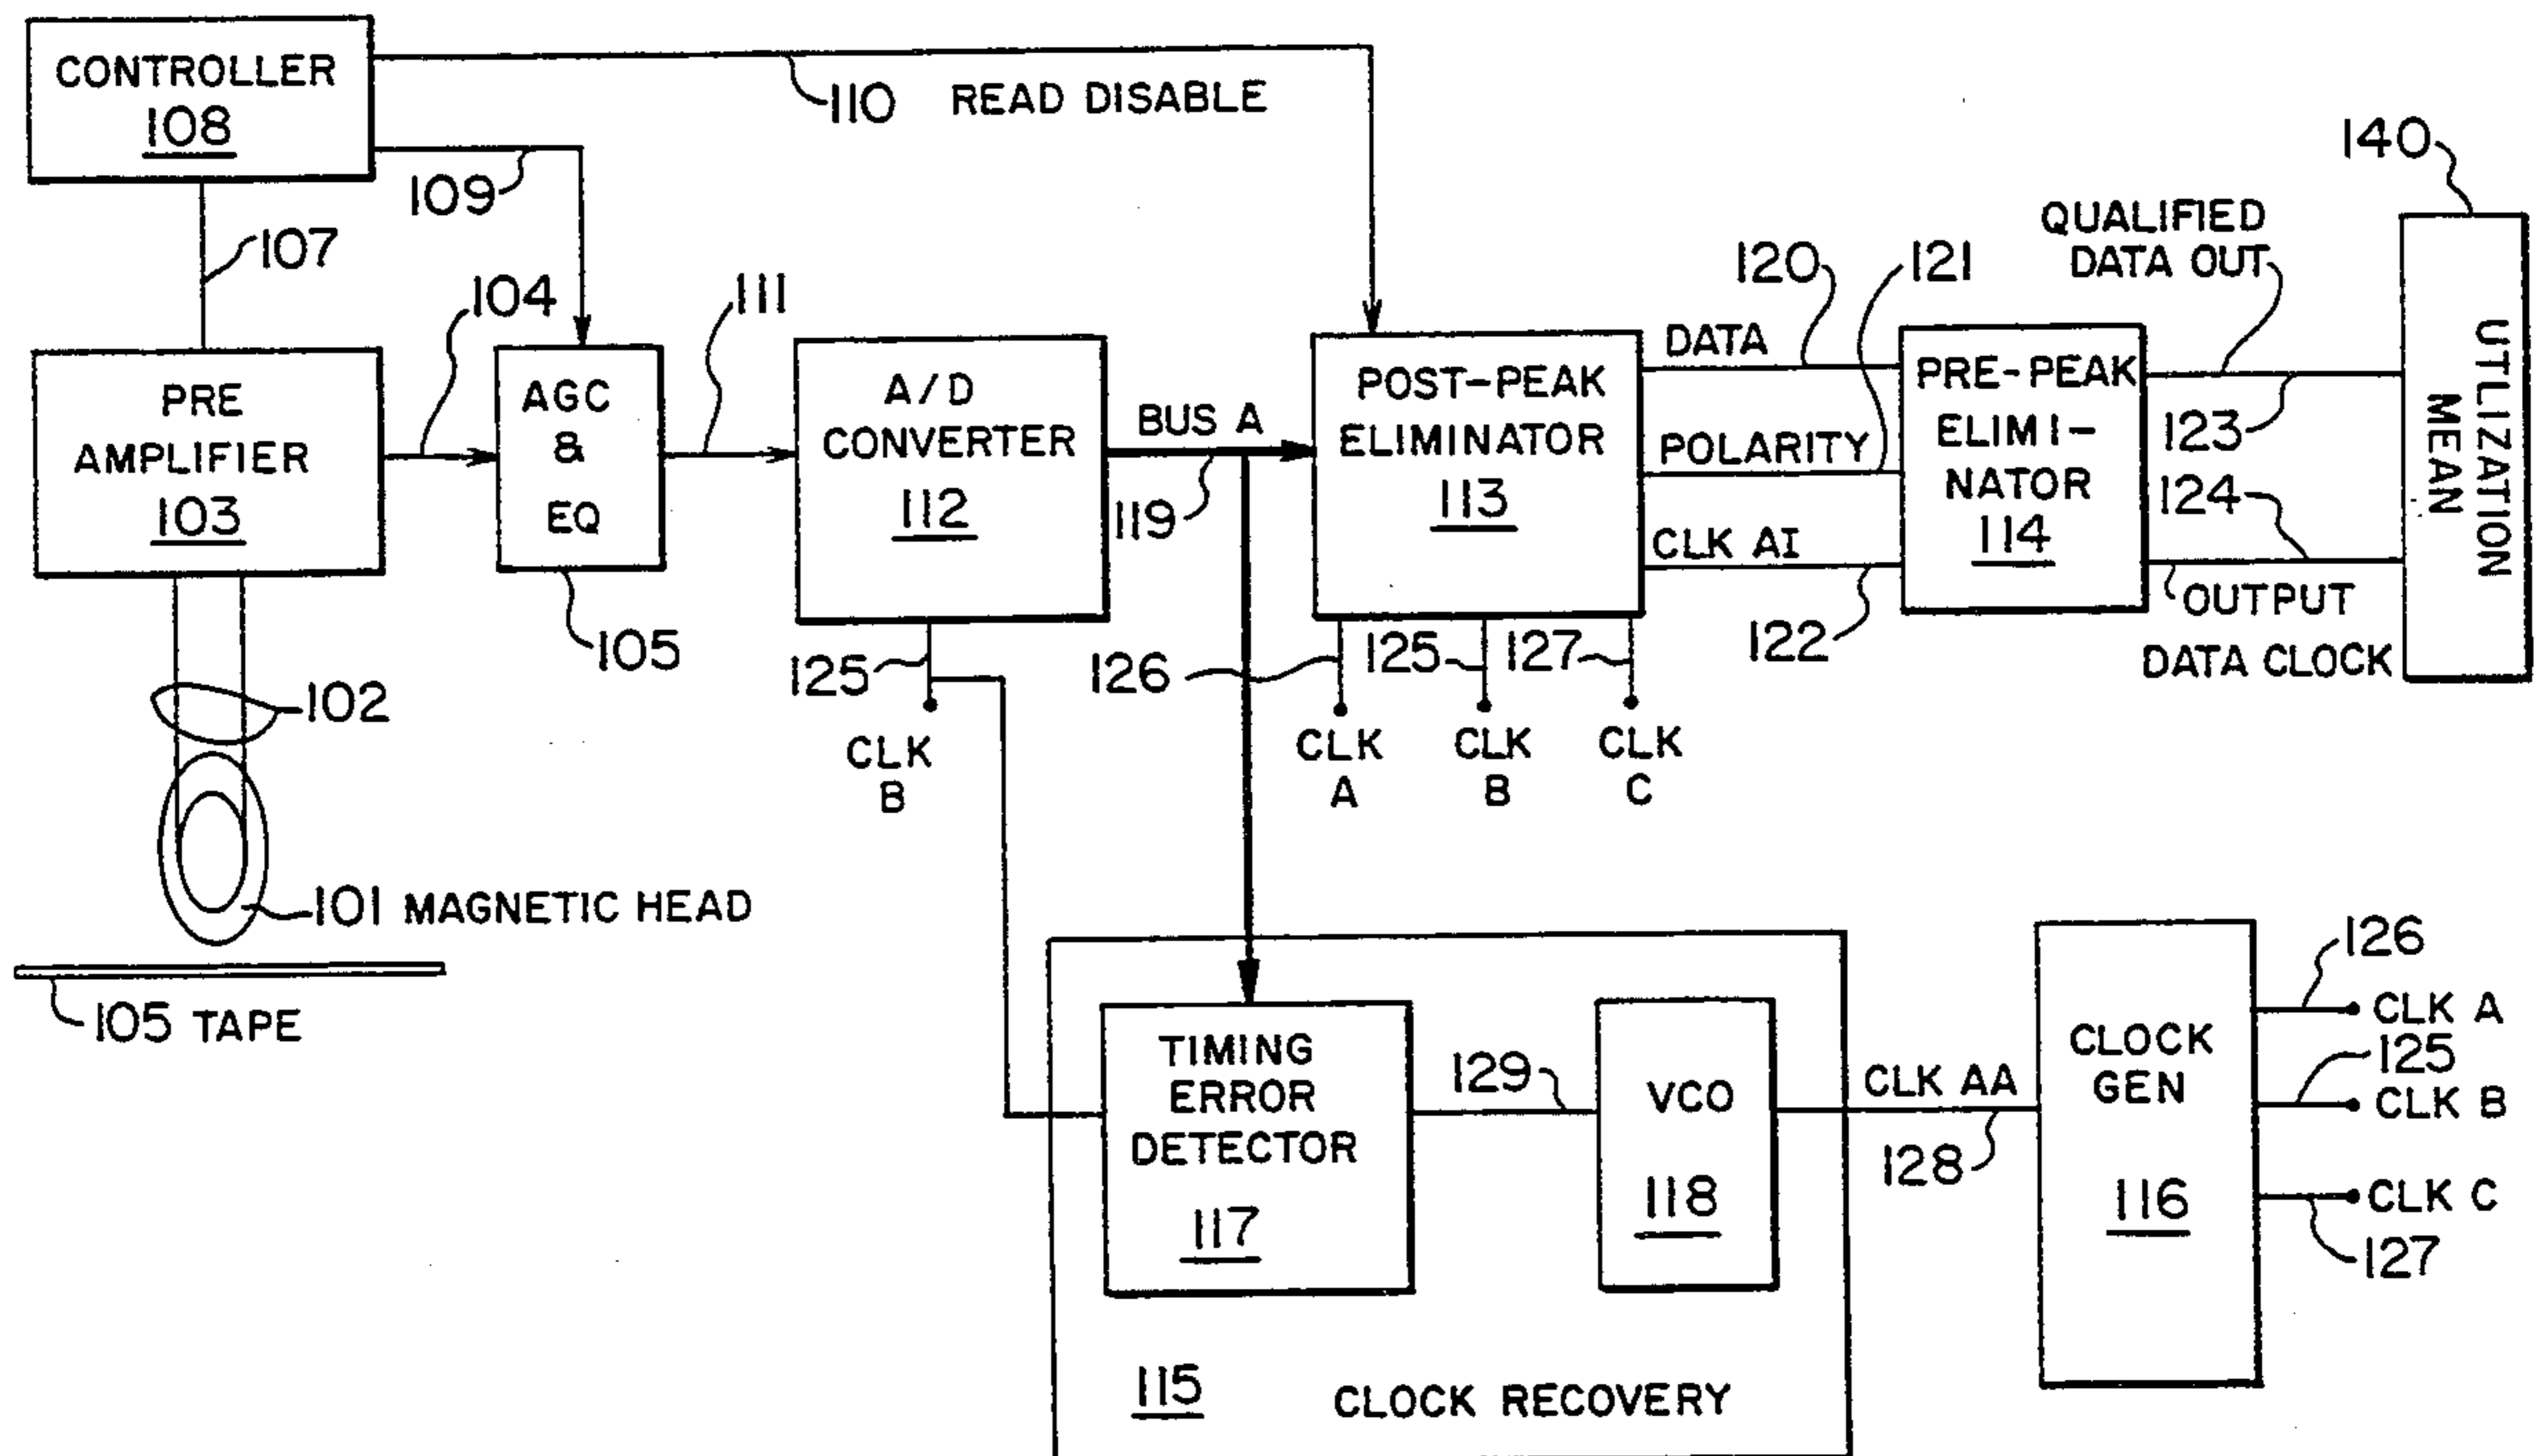 CONTROLLER
108
110 READ DISABLE
109
107
PRE
AMPLIFIER
103
104
AGC
&
EQ
105
111
A/D
CONVERTER
112
125
CLK
B
BUS A
119
POST-PEAK
ELIMINATOR
113
126
125
127
CLK
A
CLK
B
CLK
C
DATA
120
POLARITY
121
CLK AI
122
PRE-PEAK
ELIMI-
NATOR
114
QUALIFIED
DATA OUT
123
124
OUTPUT
DATA CLOCK
140
UTLIZATION
MEAN
102
101 MAGNETIC HEAD
105 TAPE
TIMING
ERROR
DETECTOR
117
129
VCO
118
115
CLOCK RECOVERY
CLK AA
128
CLOCK
GEN
116
126
CLK A
125
CLK B
CLK C
127